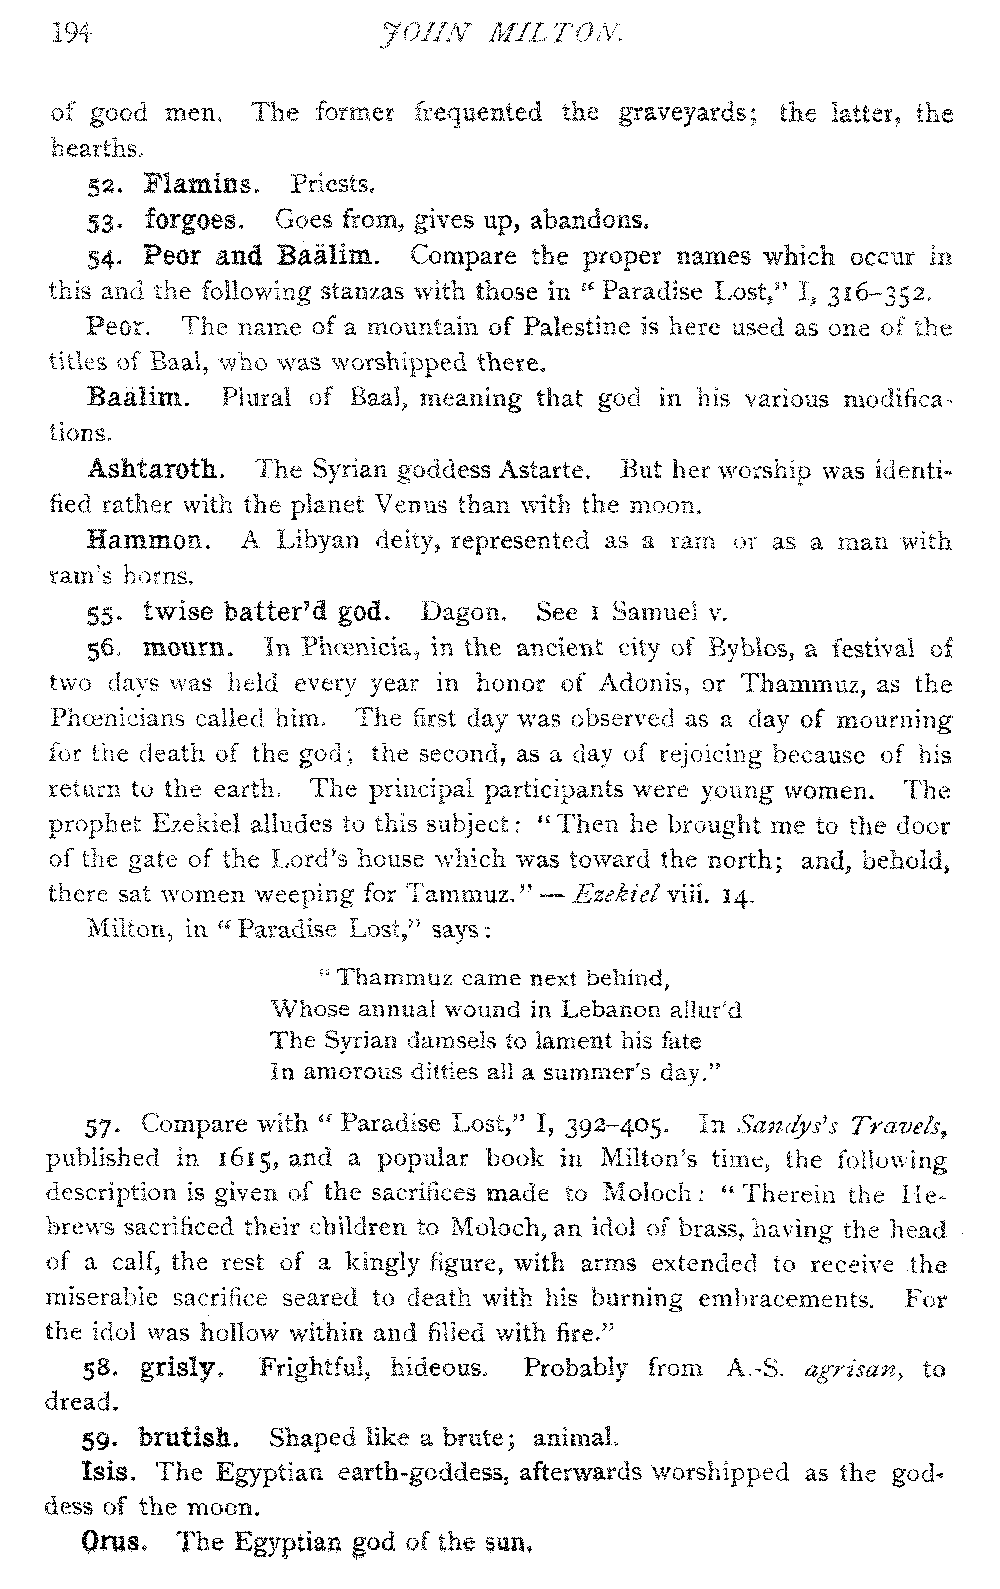 194 JOHN MILTON.
of good men. The former frequented the graveyards; the latter, the
hearths.
52. Flamins. Priests.
53. forgoes. Goes from, gives up, abandons.
54. Peor and Baälim. Compare the proper names which occur in
this and the following stanzas with those in “Paradise Lost,” I, 316–352.
Peor. The name of a mountain of Palestine is here used as one of the
titles of Baal, who was worshipped there.
Baälim. Plural of Baal, meaning that god in his various modifica-
tions.
Ashtaroth. The Syrian goddess Astarte. But her worship was identi-
fied rather with the planet Venus than with the moon.
Hammon. A Libyan deity, represented as a ram or as a man with
ram's horns.
55. twise batter'd god. Dagon. See 1 Samuel v.
56. mourn. In Phœnicia, in the ancient city of Byblos, a festival of
two days was held every year in honor of Adonis, or Thammuz, as the
Phœnicians called him. The first day was observed as a day of mourning
for the death of the god; the second, as a day of rejoicing because of his
return to the earth. The principal participants were young women. The
prophet Ezekiel alludes to this subject: “Then he brought me to the door
of the gate of the Lord's house which was toward the north; and, behold,
there sat women weeping for Tammuz.” — Ezekiel viii. 14.
Milton, in “Paradise Lost,” says:
“Thammuz came next behind,
Whose annual wound in Lebanon allur'd
The Syrian damsels to lament his fate
In amorous ditties all a summer's day.”
57. Compare with “Paradise Lost,” I, 392–405. In Sandys's Travels,
published in 1615, and a popular book in Milton's time, the following
description is given of the sacrifices made to Moloch: “Therein the He-
brews sacrificed their children to Moloch, an idol of brass, having the head
of a calf, the rest of a kingly figure, with arms extended to receive the
miserable sacrifice seared to death with his burning embracements. For
the idol was hollow within and filled with fire.”
58. grisly. Frightful, hideous. Probably from A.-S. agrisan, to
dread.
59. brutish. Shaped like a brute; animal.
Isis. The Egyptian earth-goddess, afterwards worshipped as the god-
dess of the moon.
Orus. The Egyptian god of the sun.